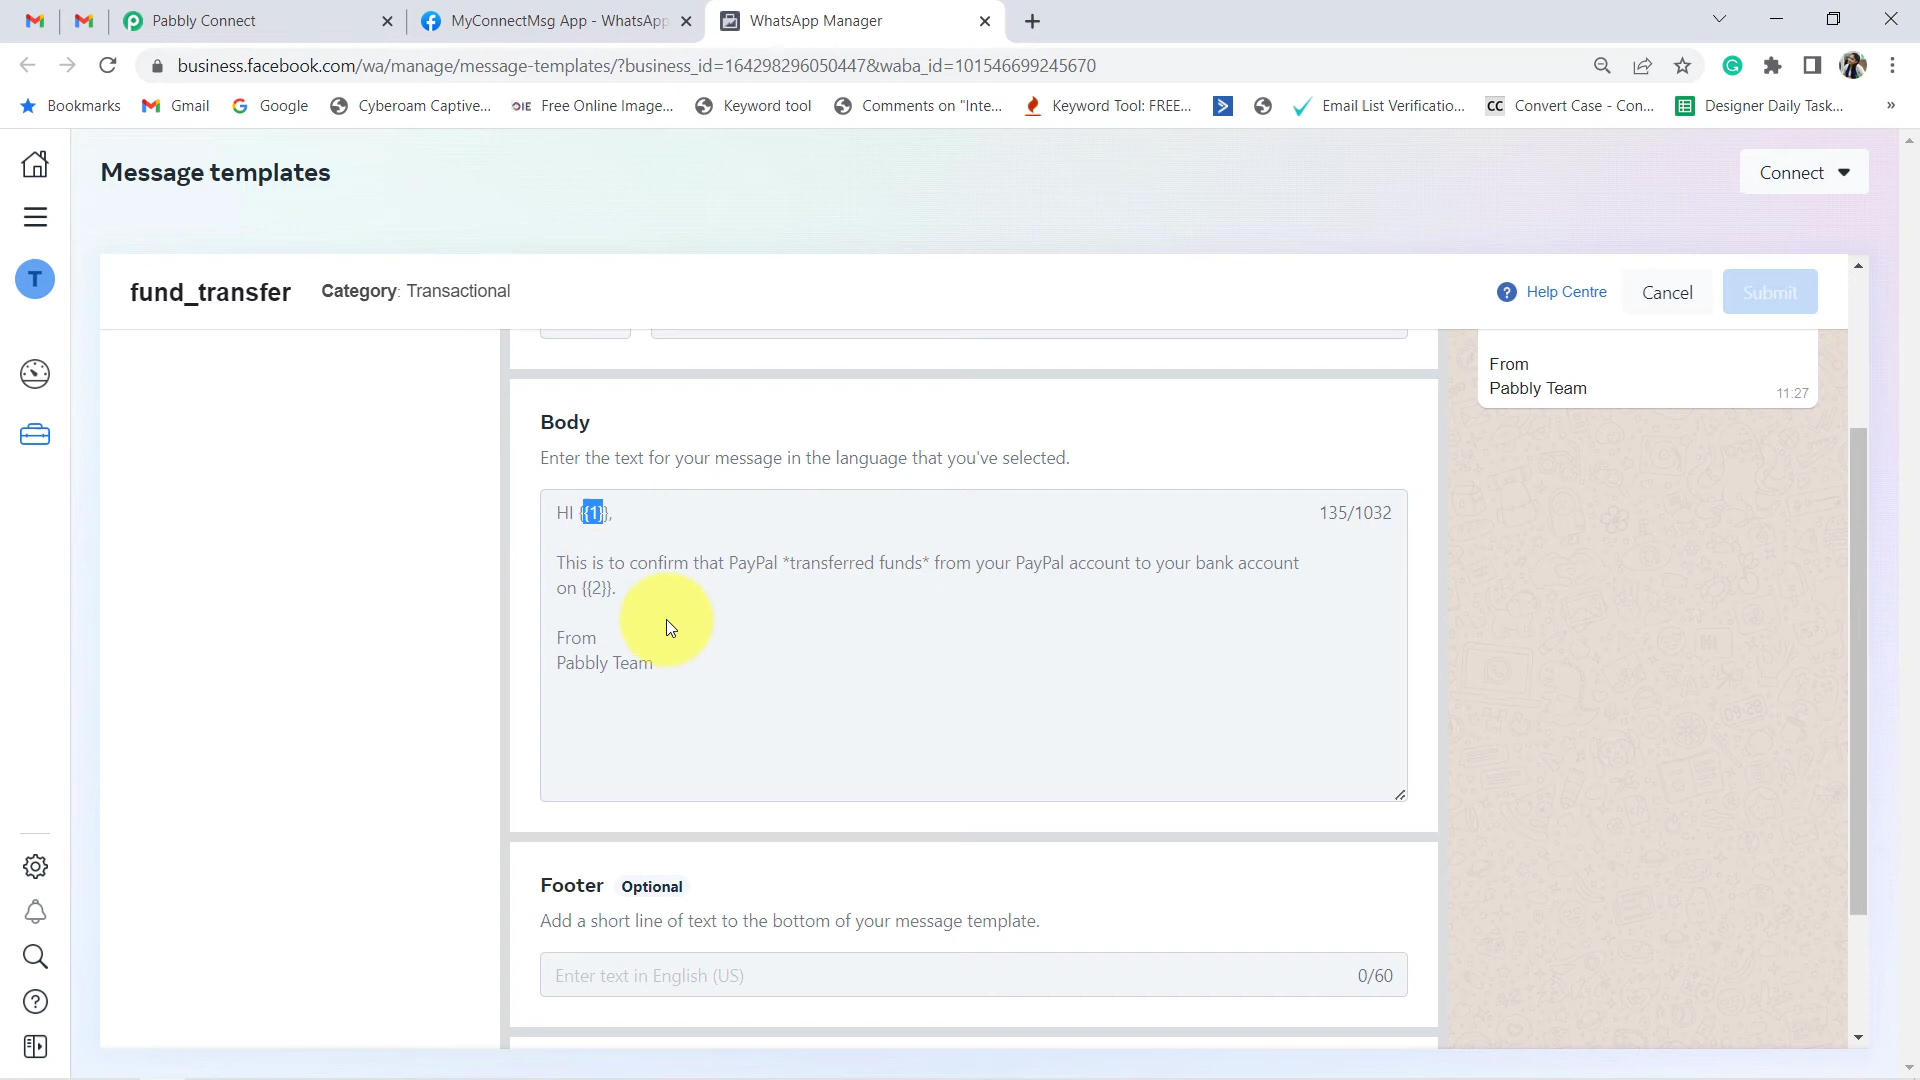 Pabbly Connect
MyConnectMsg App - WhatsApp
WhatsApp Manager
business.facebook.com/wa/manage/message-templates/?business_id=164298296050447&waba_id=101546699245670
Bookmarks
Gmail
Google
Cyberoam Captive...
OIE Free Online Image...
Keyword tool
Comments on "Inte...
Keyword Tool: FREE...
Email List Verificatio...
CC Convert Case - Con...
Designer Daily Task...
»
Message templates
Connect
T
fund_transfer
Category: Transactional
? Help Centre
Cancel
Submit
From
Pabbly Team
11:27
Body
Enter the text for your message in the language that you've selected.
HI {{1}},
135/1032
This is to confirm that PayPal *transferred funds* from your PayPal account to your bank account
on {{2}}.
From
Pabbly Team
Footer Optional
Add a short line of text to the bottom of your message template.
Enter text in English (US)
0/60